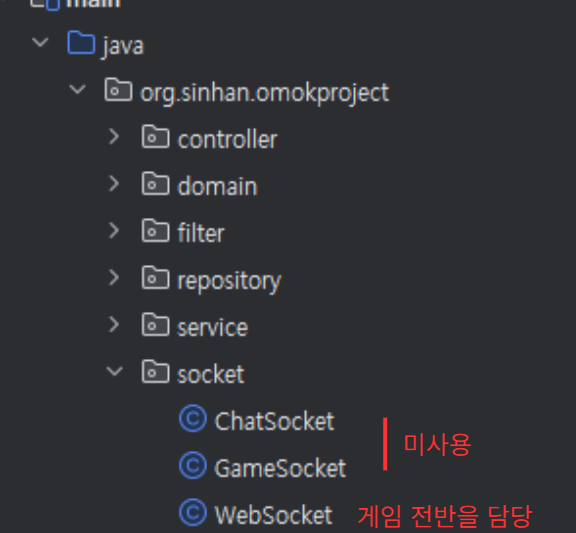 main
java
org.sinhan.omokproject
controller
domain
filter
repository
service
socket
ChatSocket
미사용
GameSocket
WebSocket 게임 전반을 담당